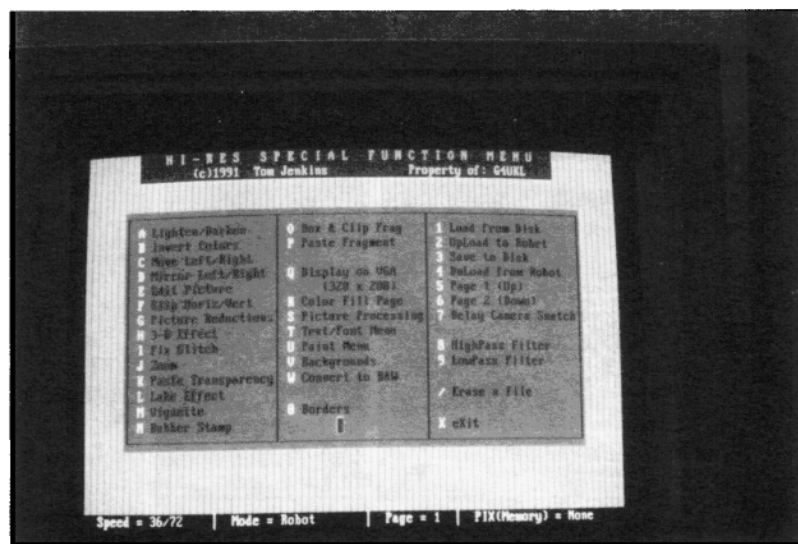 HI-RES SPECIAL FUNCTION MENU
(c)1991 Tom Jenkins Property of: G4UKL
A Lighten/Darken
B Invert Colors
C Move Left/Right
D Mirror Left/Right
E Edit Picture
F Flip Horiz/Vert
G Picture Reductions
H 3-D Effect
I Fix Glitch
J Zoom
K Paste Transparency
L Lake Effect
M Vignette
N Rubber Stamp
O Box & Clip Frag
P Paste Fragment
Q Display on VGA
(320 x 200)
R Color Fill Page
S Picture Processing
T Text/Font Menu
U Paint Menu
V Backgrounds
W Convert to B&W
Borders
1 Load from Disk
2 UpLoad to Robot
3 Save to Disk
4 DnLoad from Robot
5 Page 1 (Up)
6 Page 2 (Down)
7 Delay Camera Snatch
8 HighPass Filter
9 LowPass Filter
/ Erase a File
X eXit
Speed = 36/72 Mode = Robot Page = 1 PIX(Memory) = None